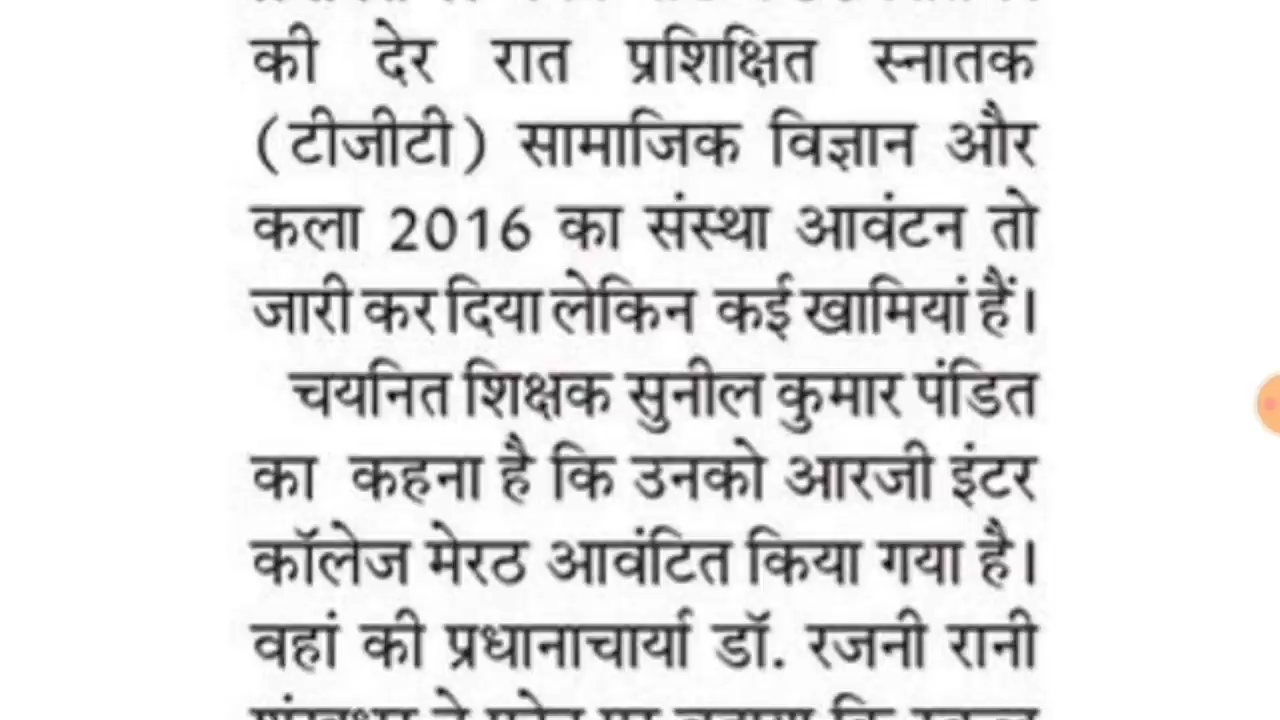 की देर रात प्रशिक्षित स्नातक
(टीजीटी) सामाजिक विज्ञान और
कला 2016 का संस्था आवंटन तो
जारी कर दिया लेकिन कई खामियां हैं।
चयनित शिक्षक सुनील कुमार पंडित
का कहना है कि उनको आरजी इंटर
कॉलेज मेरठ आवंटित किया गया है।
वहां की प्रधानाचार्या डॉ. रजनी रानी